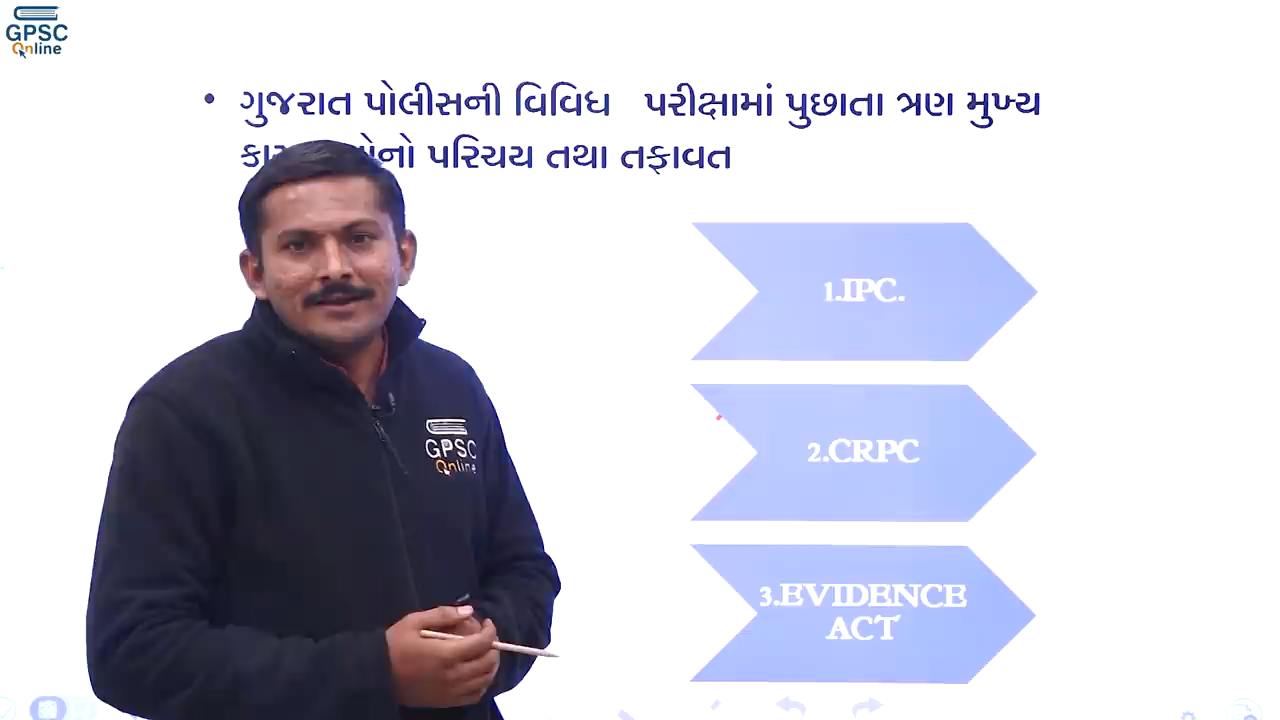 GPSC
Online
• ગુજરાત પોલીસની વિવિધ પરીક્ષામાં પુછાતા ત્રણ મુખ્ય
પરિચય તથા તફાવત
1.IPC.
2.CRPC
3.EVIDENCE
ACT
GPSC
Online